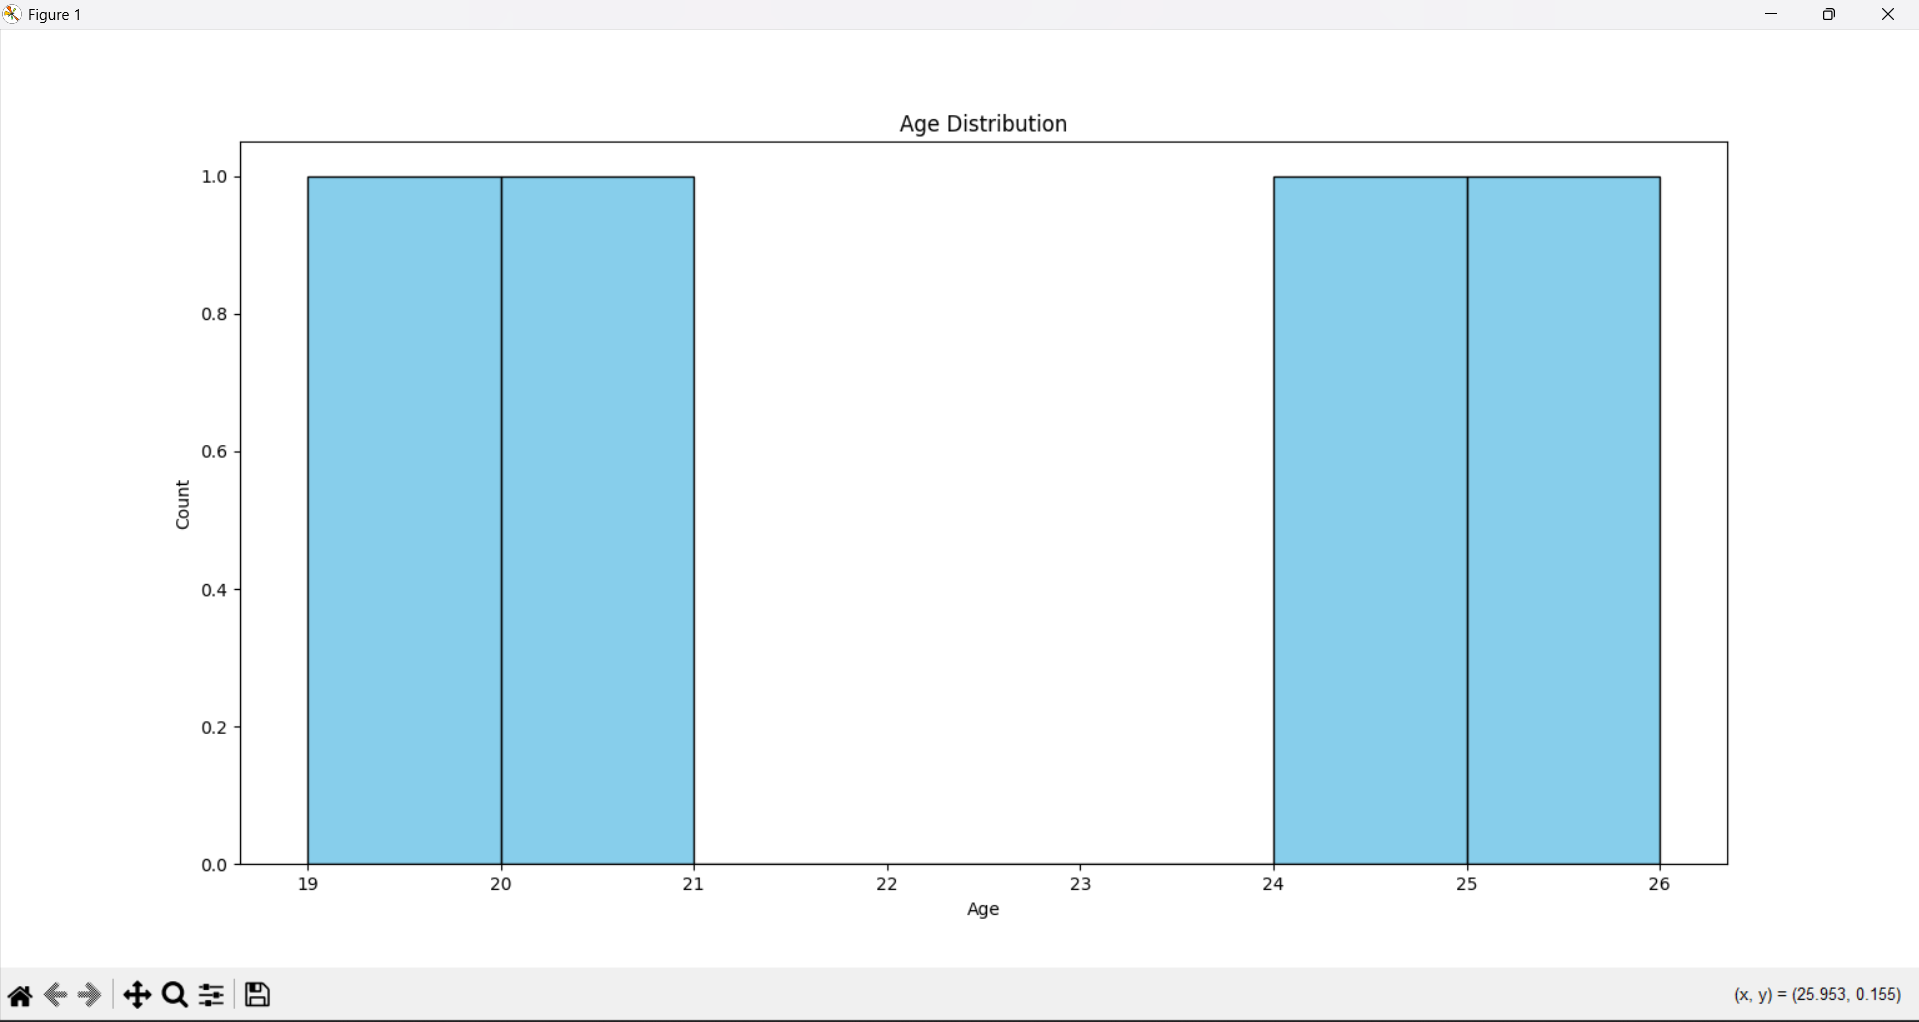 Figure 1
Age Distribution
1.0
0.8
0.6
0.4
0.2
0.0
Count
19 20 21 22 23 24 25 26
Age
(x, y) = (25.953, 0.155)